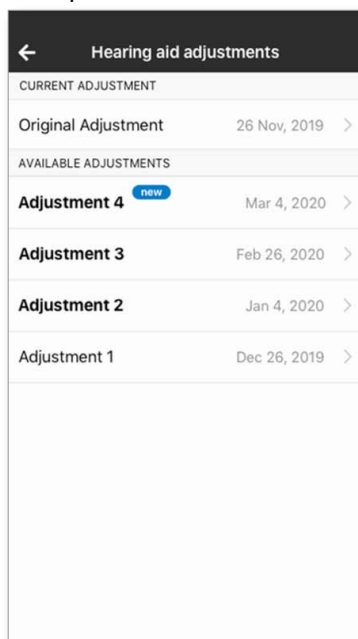 Hearing aid adjustments
CURRENT ADJUSTMENT
Original Adjustment 26 Nov, 2019
AVAILABLE ADJUSTMENTS
Adjustment 4 new Mar 4, 2020
Adjustment 3 Feb 26, 2020
Adjustment 2 Jan 4, 2020
Adjustment 1 Dec 26, 2019